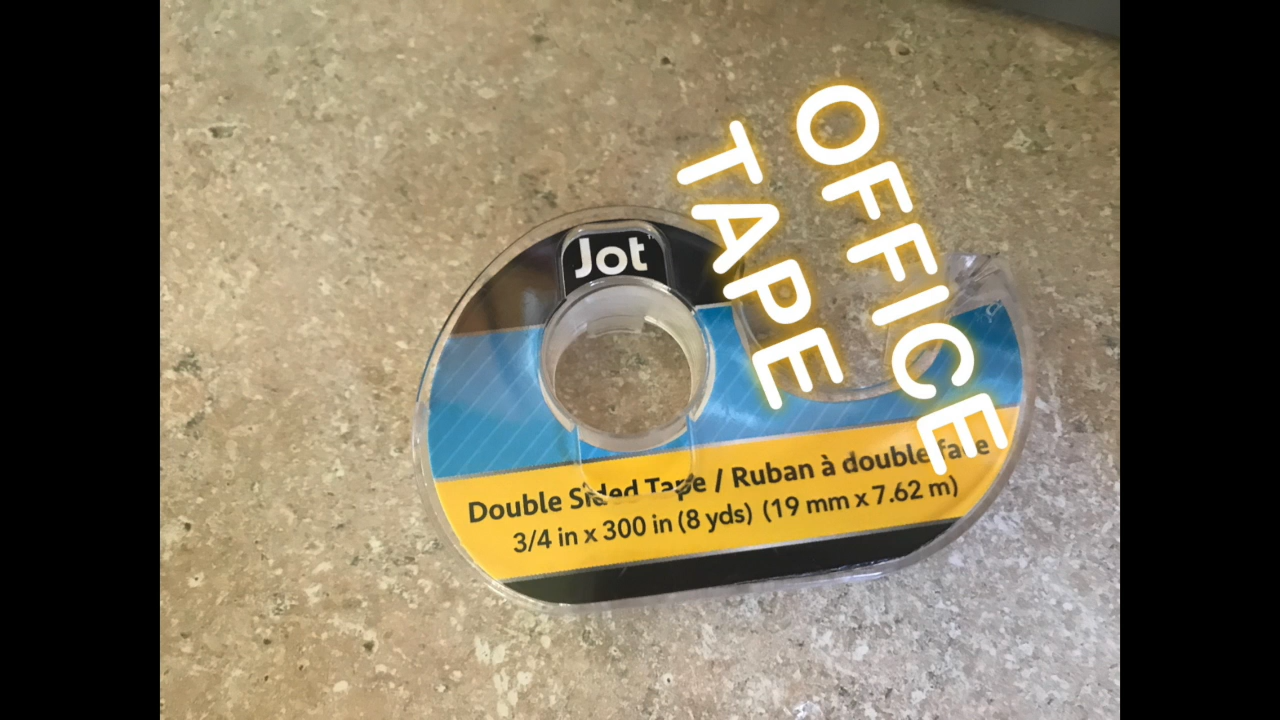 OFFICE
TAPE
Jot
Double Sided Tape / Ruban à double face
3/4 in x 300 in (8 yds) (19 mm x 7.62 m)